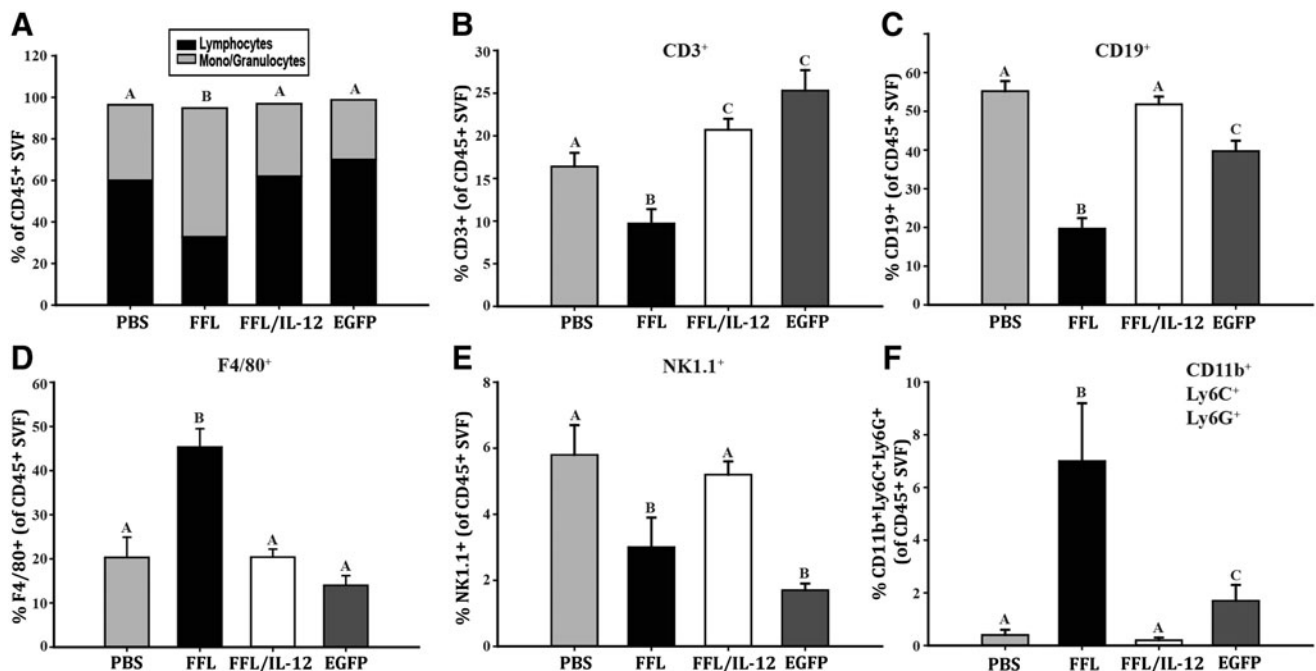 A
Lymphocytes
Mono/Granulocytes
% of CD45+ SVF
120
100
80
60
40
20
0
A
B
A
A
PBS
FFL
FFL/IL-12
EGFP
B
CD3+
% CD3+ (of CD45+ SVF)
30
25
20
15
10
5
0
A
B
C
C
PBS
FFL
FFL/IL-12
EGFP
C
CD19+
% CD19+ (of CD45+ SVF)
60
50
40
30
20
10
0
A
B
A
C
PBS
FFL
FFL/IL-12
EGFP
D
F4/80+
% F4/80+ (of CD45+ SVF)
60
50
40
30
20
10
0
A
B
A
A
PBS
FFL
FFL/IL-12
EGFP
E
NK1.1+
% NK1.1+ (of CD45+ SVF)
8
6
4
2
0
A
B
A
B
PBS
FFL
FFL/IL-12
EGFP
F
CD11b+
Ly6C+
Ly6G+
% CD11b+Ly6C+Ly6G+
(of CD45+ SVF)
10
8
6
4
2
0
A
B
A
C
PBS
FFL
FFL/IL-12
EGFP